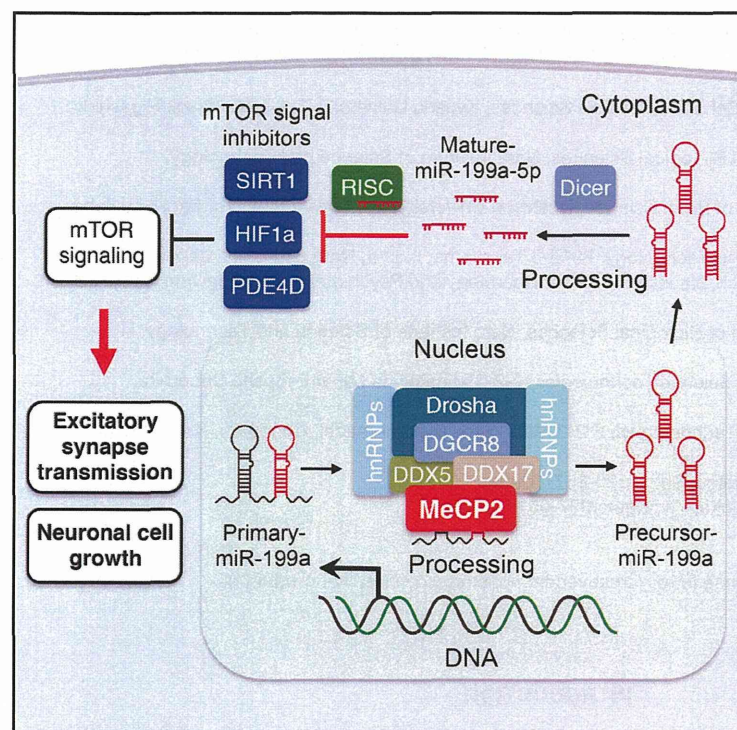 Cytoplasm
mTOR signal
inhibitors
SIRT1
HIF1a
PDE4D
RISC
Mature-
miR-199a-5p
Dicer
Processing
mTOR
signaling
Excitatory
synapse
transmission
Neuronal cell
growth
Nucleus
hnRNPs
Drosha
hnRNPs
DGCR8
DDX5
DDX17
MeCP2
Processing
Primary-
miR-199a
Precursor-
miR-199a
DNA